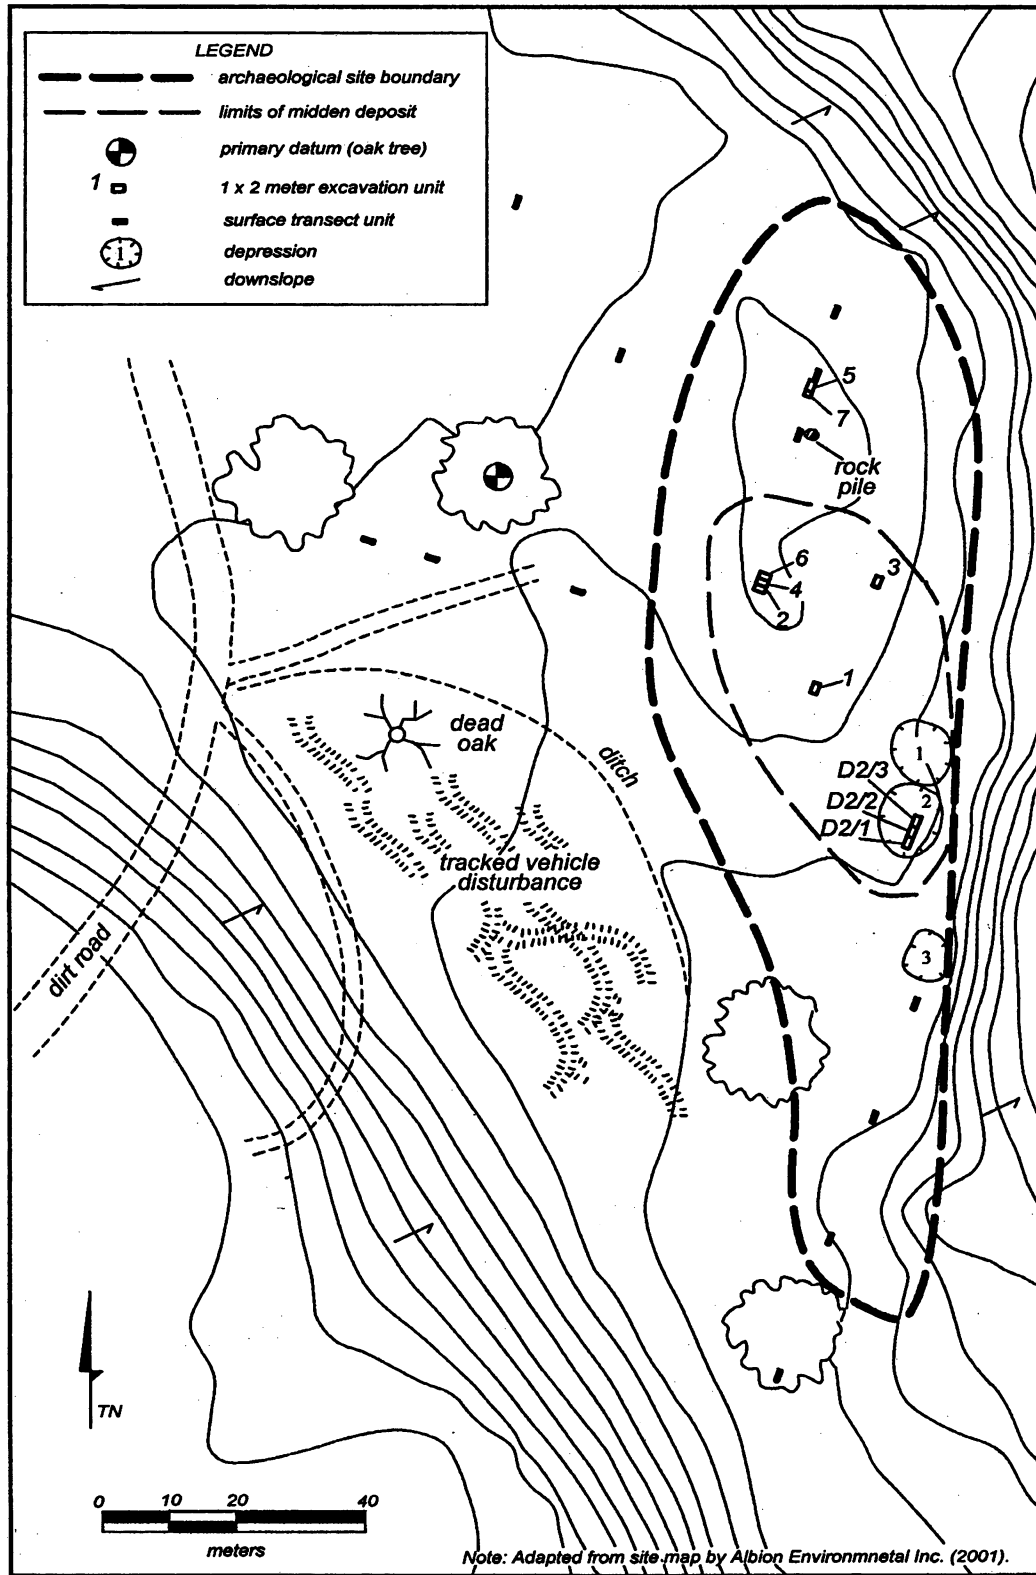 LEGEND
archaeological site boundary
limits of midden deposit
primary datum (oak tree)
1
1 x 2 meter excavation unit
surface transect unit
1
depression
downslope
5
7
rock
pile
6
3
4
2
1
dead
oak
ditch
1
D2/3
2
D2/2
D2/1
tracked vehicle
disturbance
dirt road
3
TN
0 10 20 40
meters
Note: Adapted from site map by Albion Environmnetal Inc. (2001).